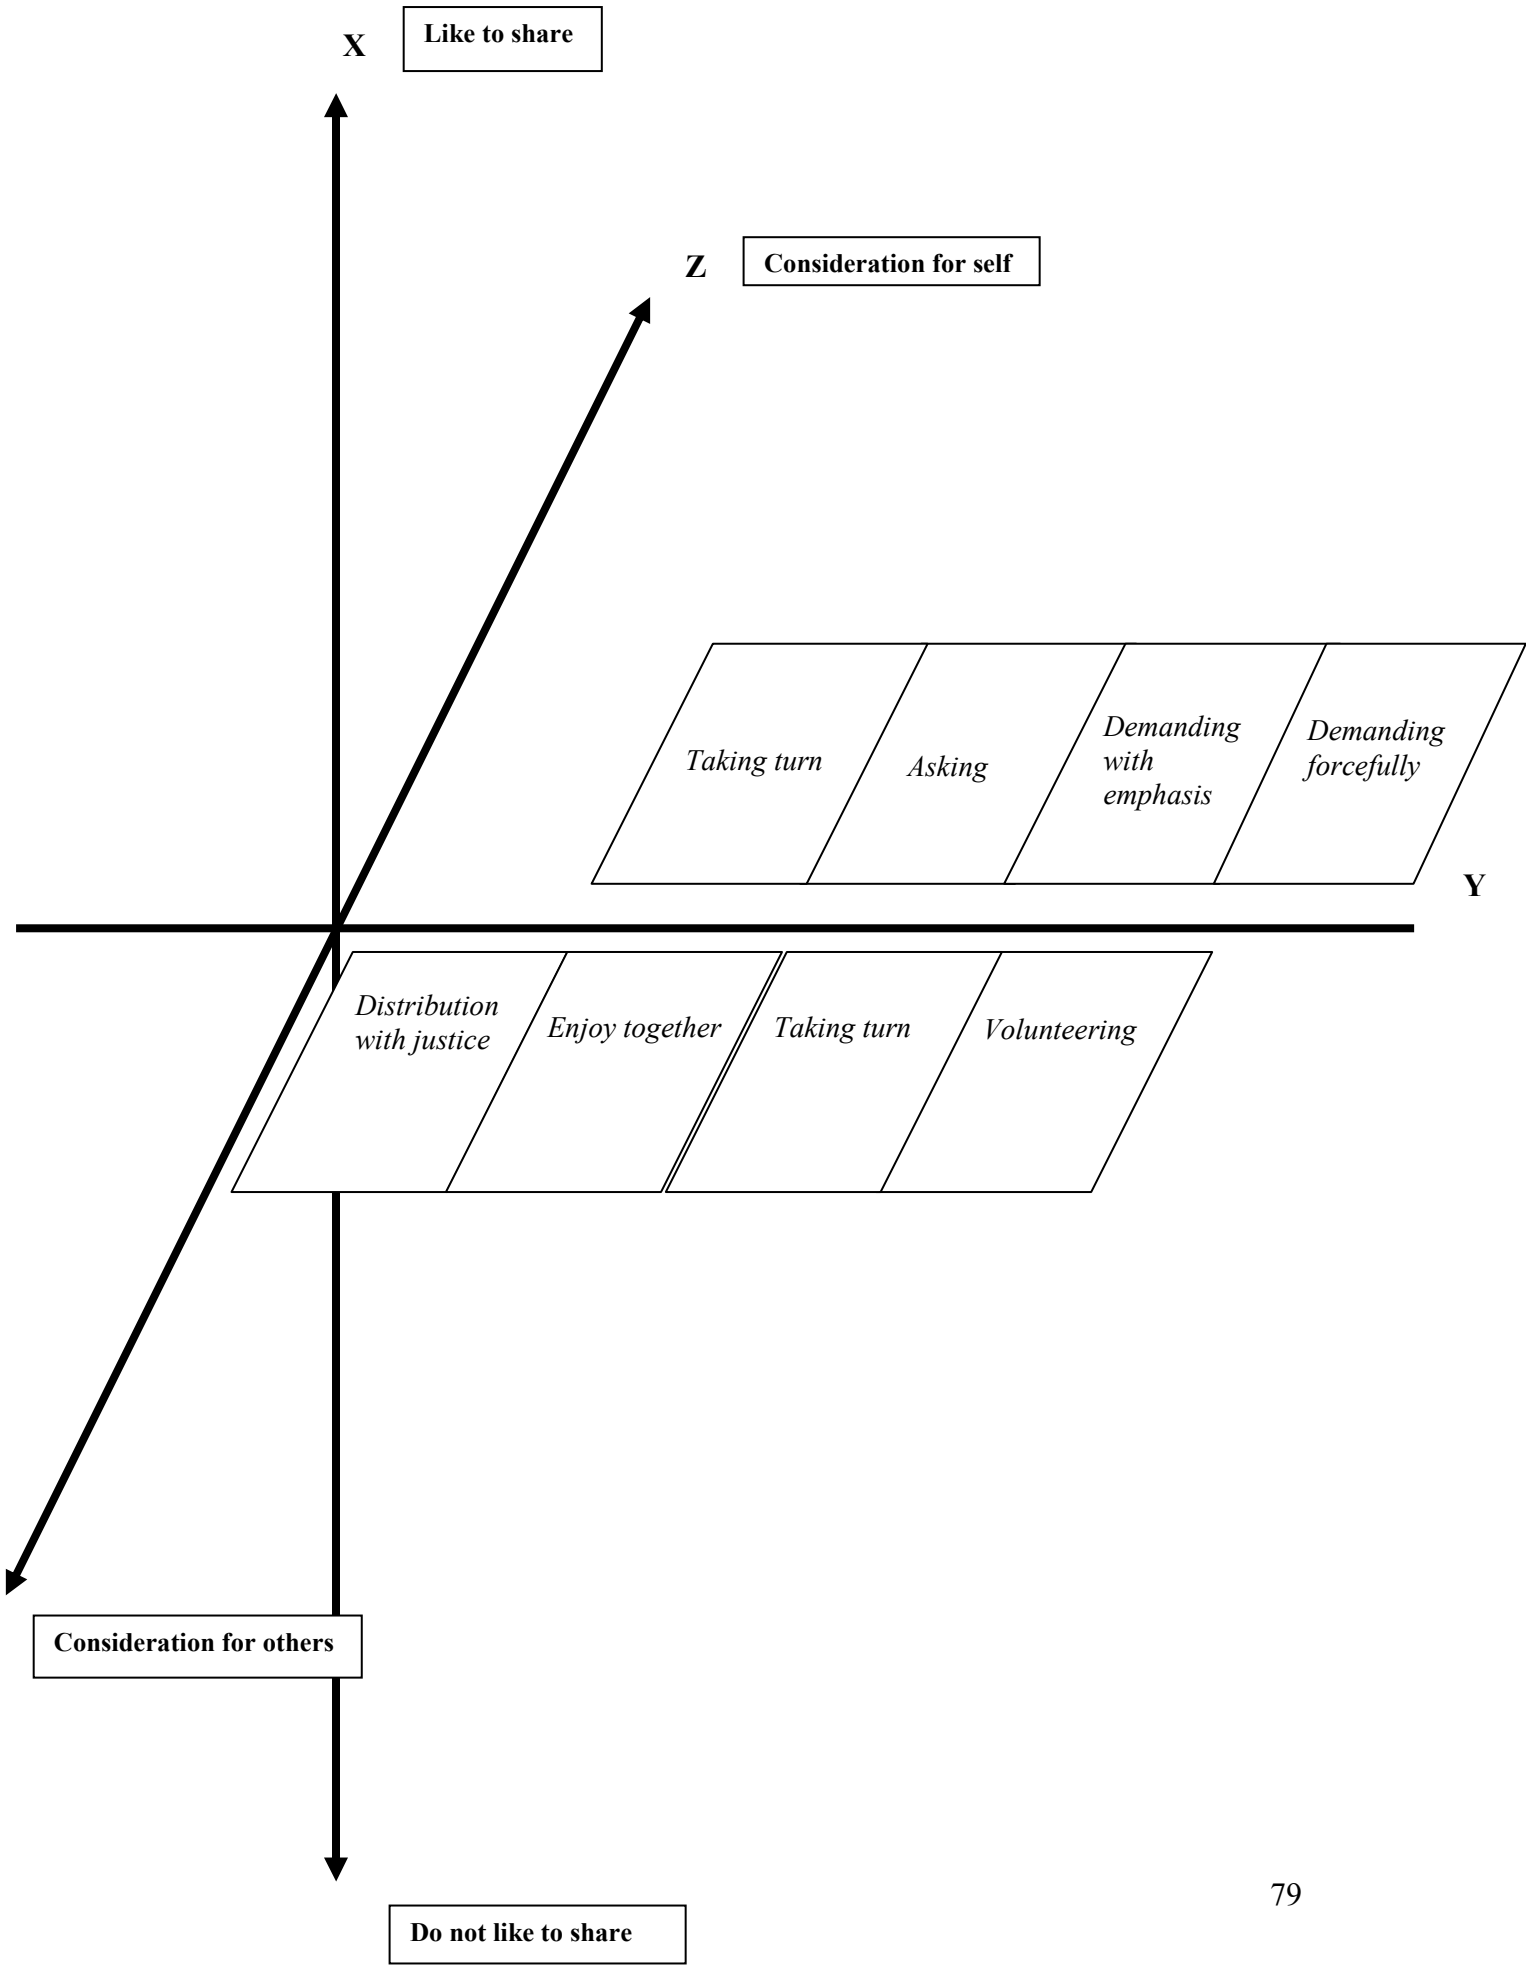 X
Like to share
Z
Consideration for self
Taking turn
Asking
Demanding
with
emphasis
Demanding
forcefully
Y
Distribution
with justice
Enjoy together
Taking turn
Volunteering
Consideration for others
79
Do not like to share